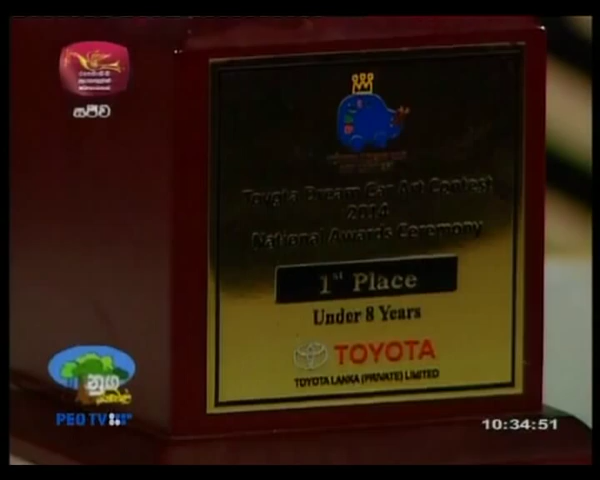 සජීව
Toyota Dream Car Art Contest
2014
National Awards Ceremony
1st Place
Under 8 Years
TOYOTA
TOYOTA LANKA (PRIVATE) LIMITED
නුග
PEO TV
10:34:51